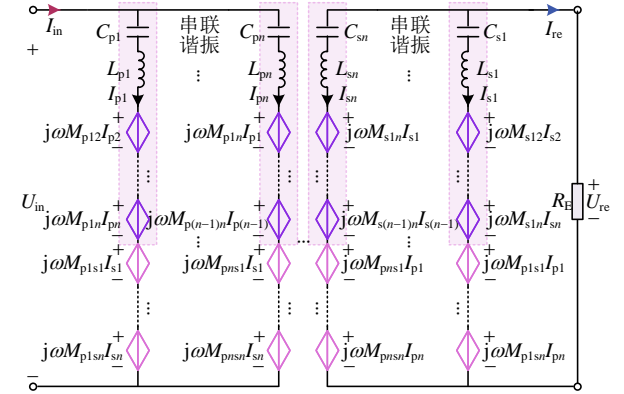 I_in C_p1 串联 C_pn C_sn 串联 C_s1 I_re
谐振 谐振
+ L_p1 ⋮ L_pn L_sn ⋮ L_s1
I_p1 I_pn I_sn I_s1
jωM_p12I_p2 + − jωM_p1nI_p1 + − + − jωM_s1nI_s1 + − jωM_s12I_s2
⋮ ⋮ ⋮ ⋮
U_in jωM_p1nI_pn + − jωM_p(n−1)I_p(n−1) + − + − jωM_s(n−1)nI_s(n−1) + − jωM_s1nI_sn R_E + U_re −
... ... ...
jωM_p1s1I_s1 + − jωM_pns1I_s1 + − + − jωM_pns1I_p1 + − jωM_p1s1I_p1
⋮ ⋮ ⋮ ⋮
jωM_p1snI_sn + − jωM_pnsnI_sn + − + − jωM_pnsnI_pn + − jωM_p1snI_pn
−